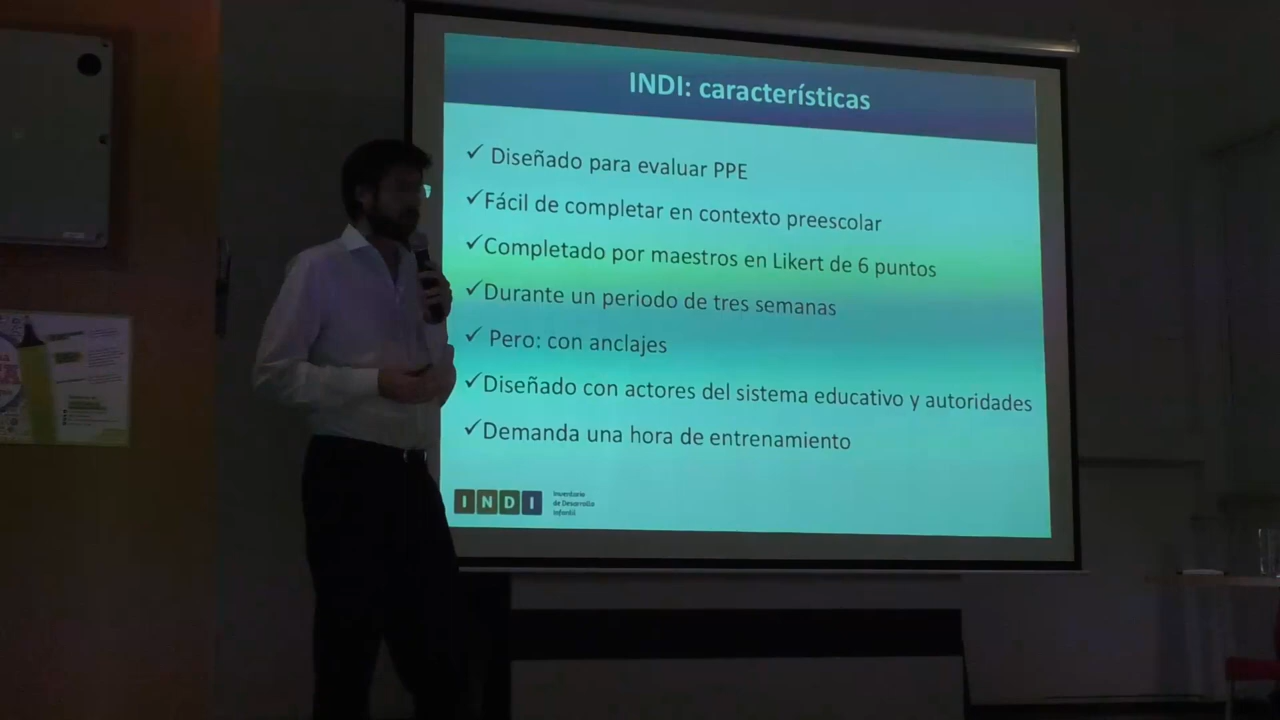 INDI: características
✓ Diseñado para evaluar PPE
✓Fácil de completar en contexto preescolar
✓Completado por maestros en Likert de 6 puntos
✓Durante un periodo de tres semanas
✓ Pero: con anclajes
✓Diseñado con actores del sistema educativo y autoridades
✓Demanda una hora de entrenamiento
INDI
Inventario
de Desarrollo
Infantil